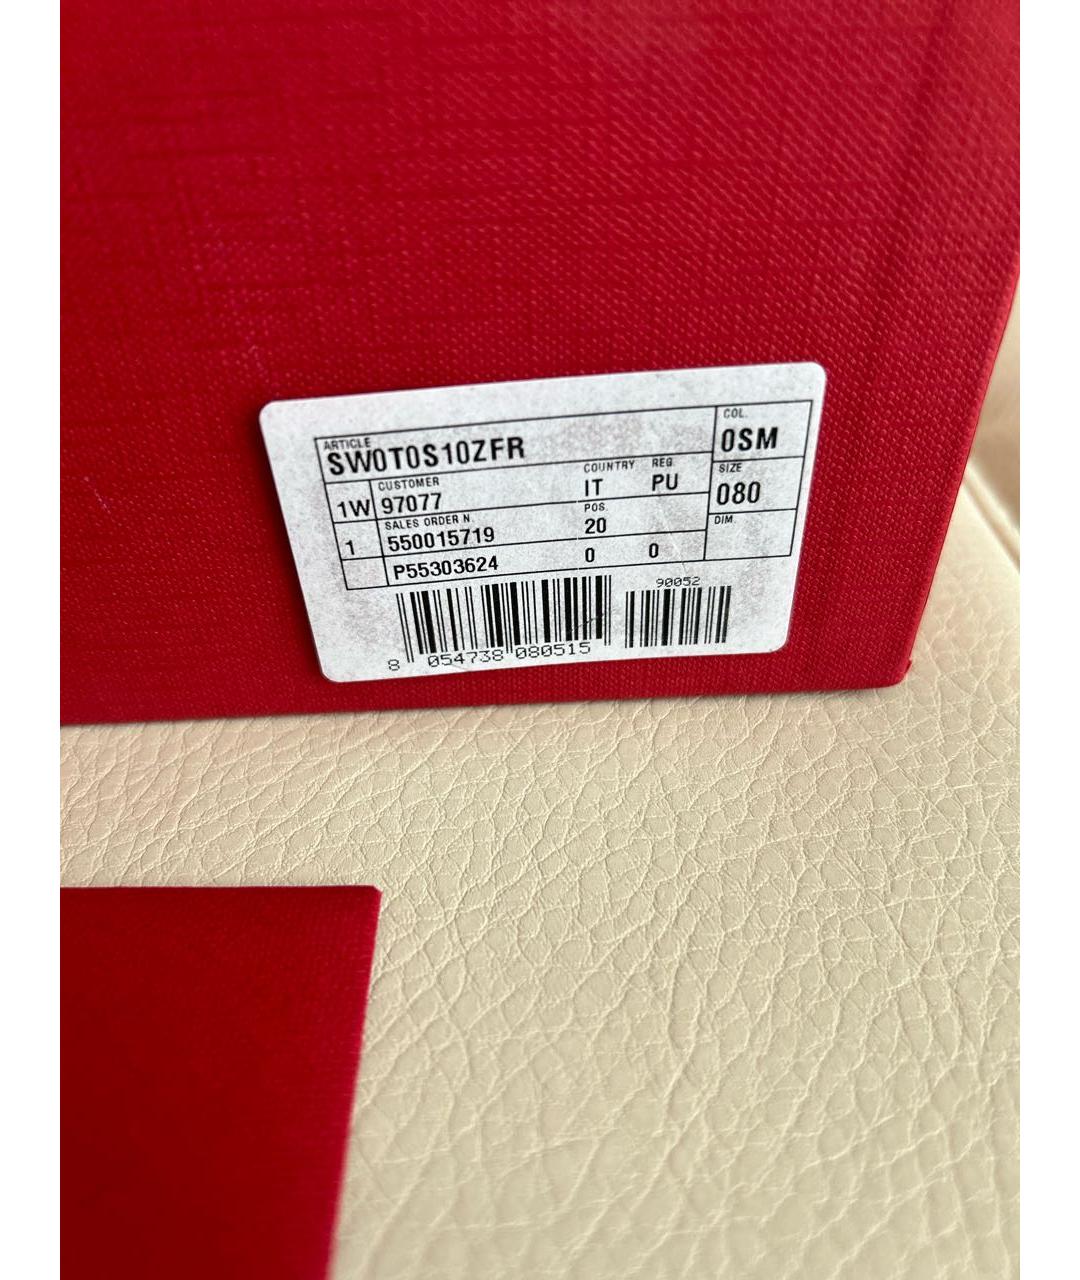 ARTICLE COL.
SW0T0S10ZFR 0SM
CUSTOMER COUNTRY REG. SIZE
1W 97077 IT PU 080
SALES ORDER N. POS. DIM.
1 550015719 20
P55303624 0 0
90052
8 054738 080515